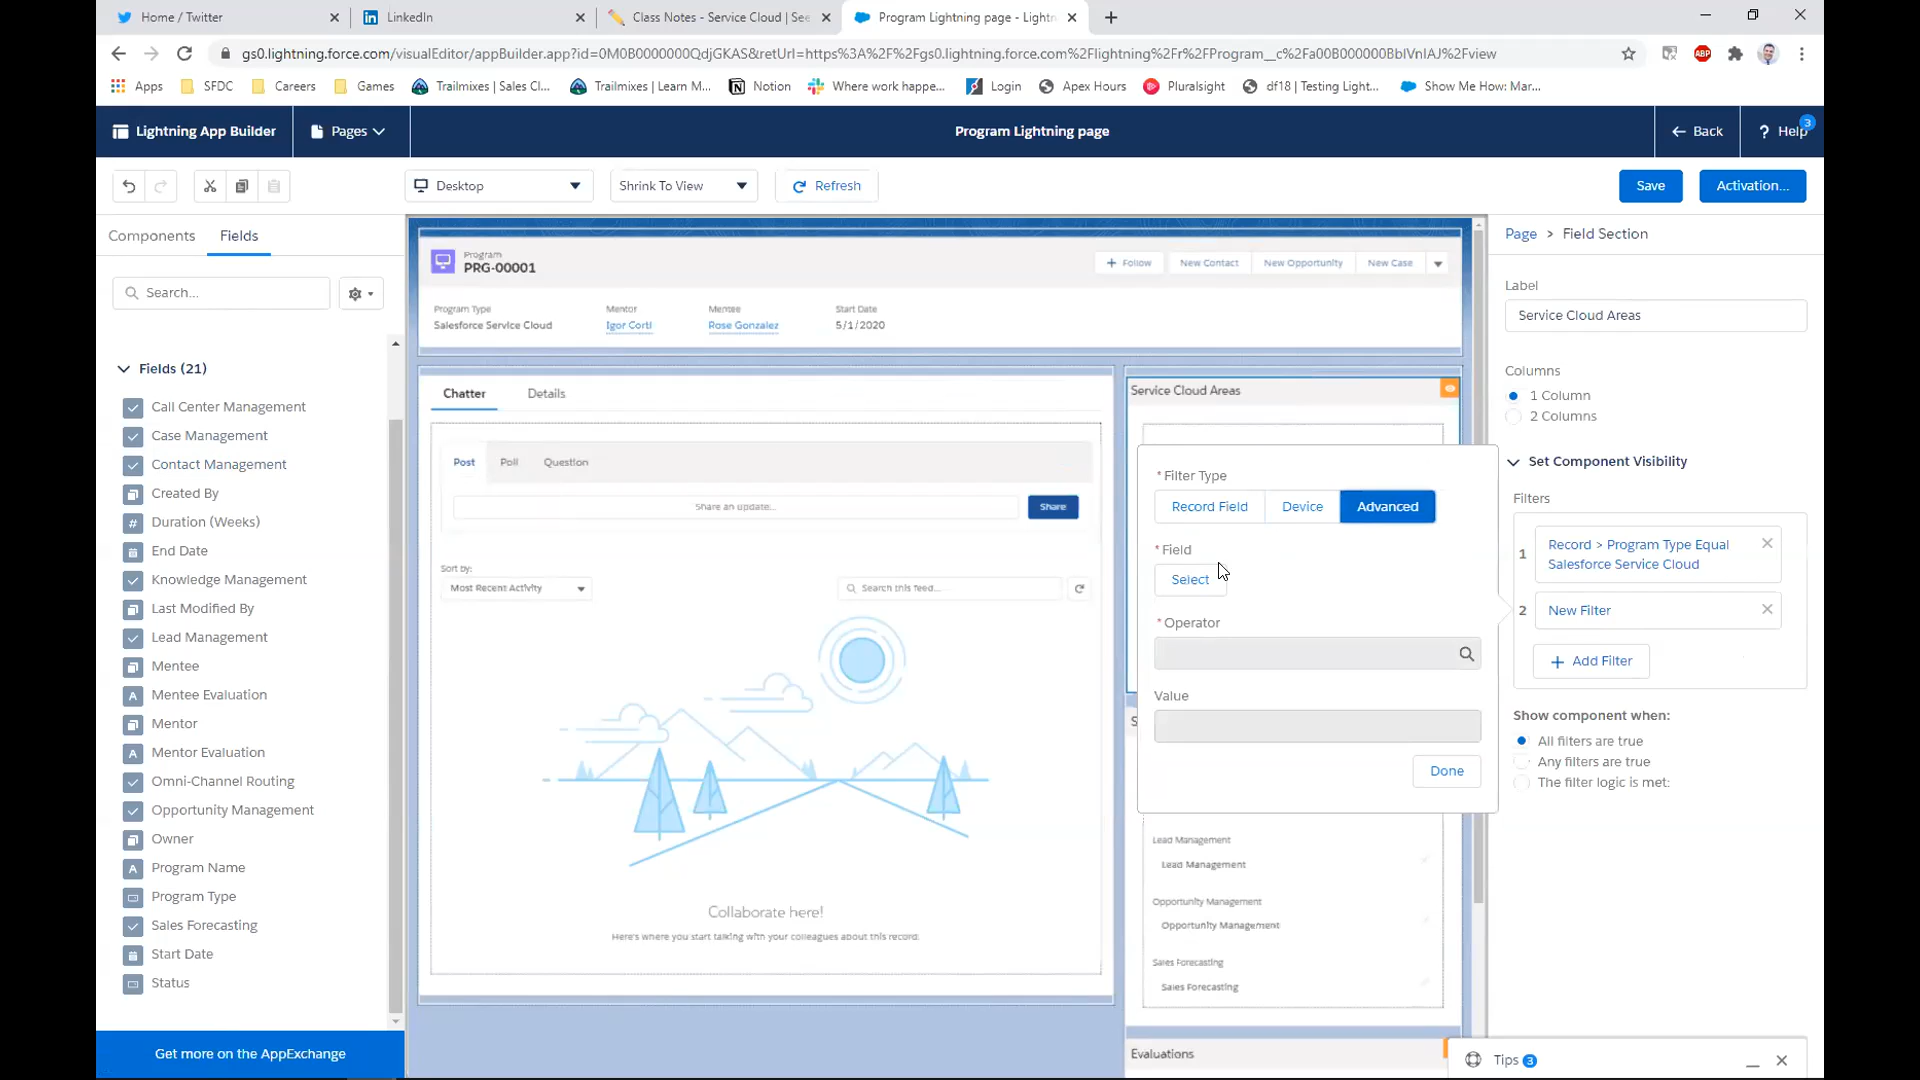 Home / Twitter
LinkedIn
Class Notes - Service Cloud | See
Program Lightning page - Lightn
gs0.lightning.force.com/visualEditor/appBuilder.app?id=0M0B0000000QdjGKAS&retUrl=https%3A%2F%2Fgs0.lightning.force.com%2Flightning%2Fr%2FProgram__c%2Fa00B000000BbIVnIAJ%2Fview
ABP
Apps
SFDC
Careers
Games
Trailmixes | Sales Cl...
Trailmixes | Learn M...
Notion
Where work happe...
Login
Apex Hours
Pluralsight
df18 | Testing Light...
Show Me How: Mar...
Lightning App Builder
Pages
Program Lightning page
Back
? Help
3
Desktop
Shrink To View
Refresh
Save
Activation...
Components
Fields
Search...
Fields (21)
Call Center Management
Case Management
Contact Management
Created By
Duration (Weeks)
End Date
Knowledge Management
Last Modified By
Lead Management
Mentee
Mentee Evaluation
Mentor
Mentor Evaluation
Omni-Channel Routing
Opportunity Management
Owner
Program Name
Program Type
Sales Forecasting
Start Date
Status
Get more on the AppExchange
Program
PRG-00001
+ Follow
New Contact
New Opportunity
New Case
Program Type
Salesforce Service Cloud
Mentor
Igor Corti
Mentee
Rose Gonzalez
Start Date
5/1/2020
Chatter
Details
Post
Poll
Question
Share an update...
Share
Sort by:
Most Recent Activity
Search this feed...
Collaborate here!
Here's where you start talking with your colleagues about this record.
Service Cloud Areas
* Filter Type
Record Field
Device
Advanced
* Field
Select
* Operator
Value
Done
S
Lead Management
Lead Management
Opportunity Management
Opportunity Management
Sales Forecasting
Sales Forecasting
Evaluations
Page > Field Section
Label
Service Cloud Areas
Columns
1 Column
2 Columns
Set Component Visibility
Filters
1
Record > Program Type Equal
Salesforce Service Cloud
2
New Filter
+ Add Filter
Show component when:
All filters are true
Any filters are true
The filter logic is met:
Tips 3